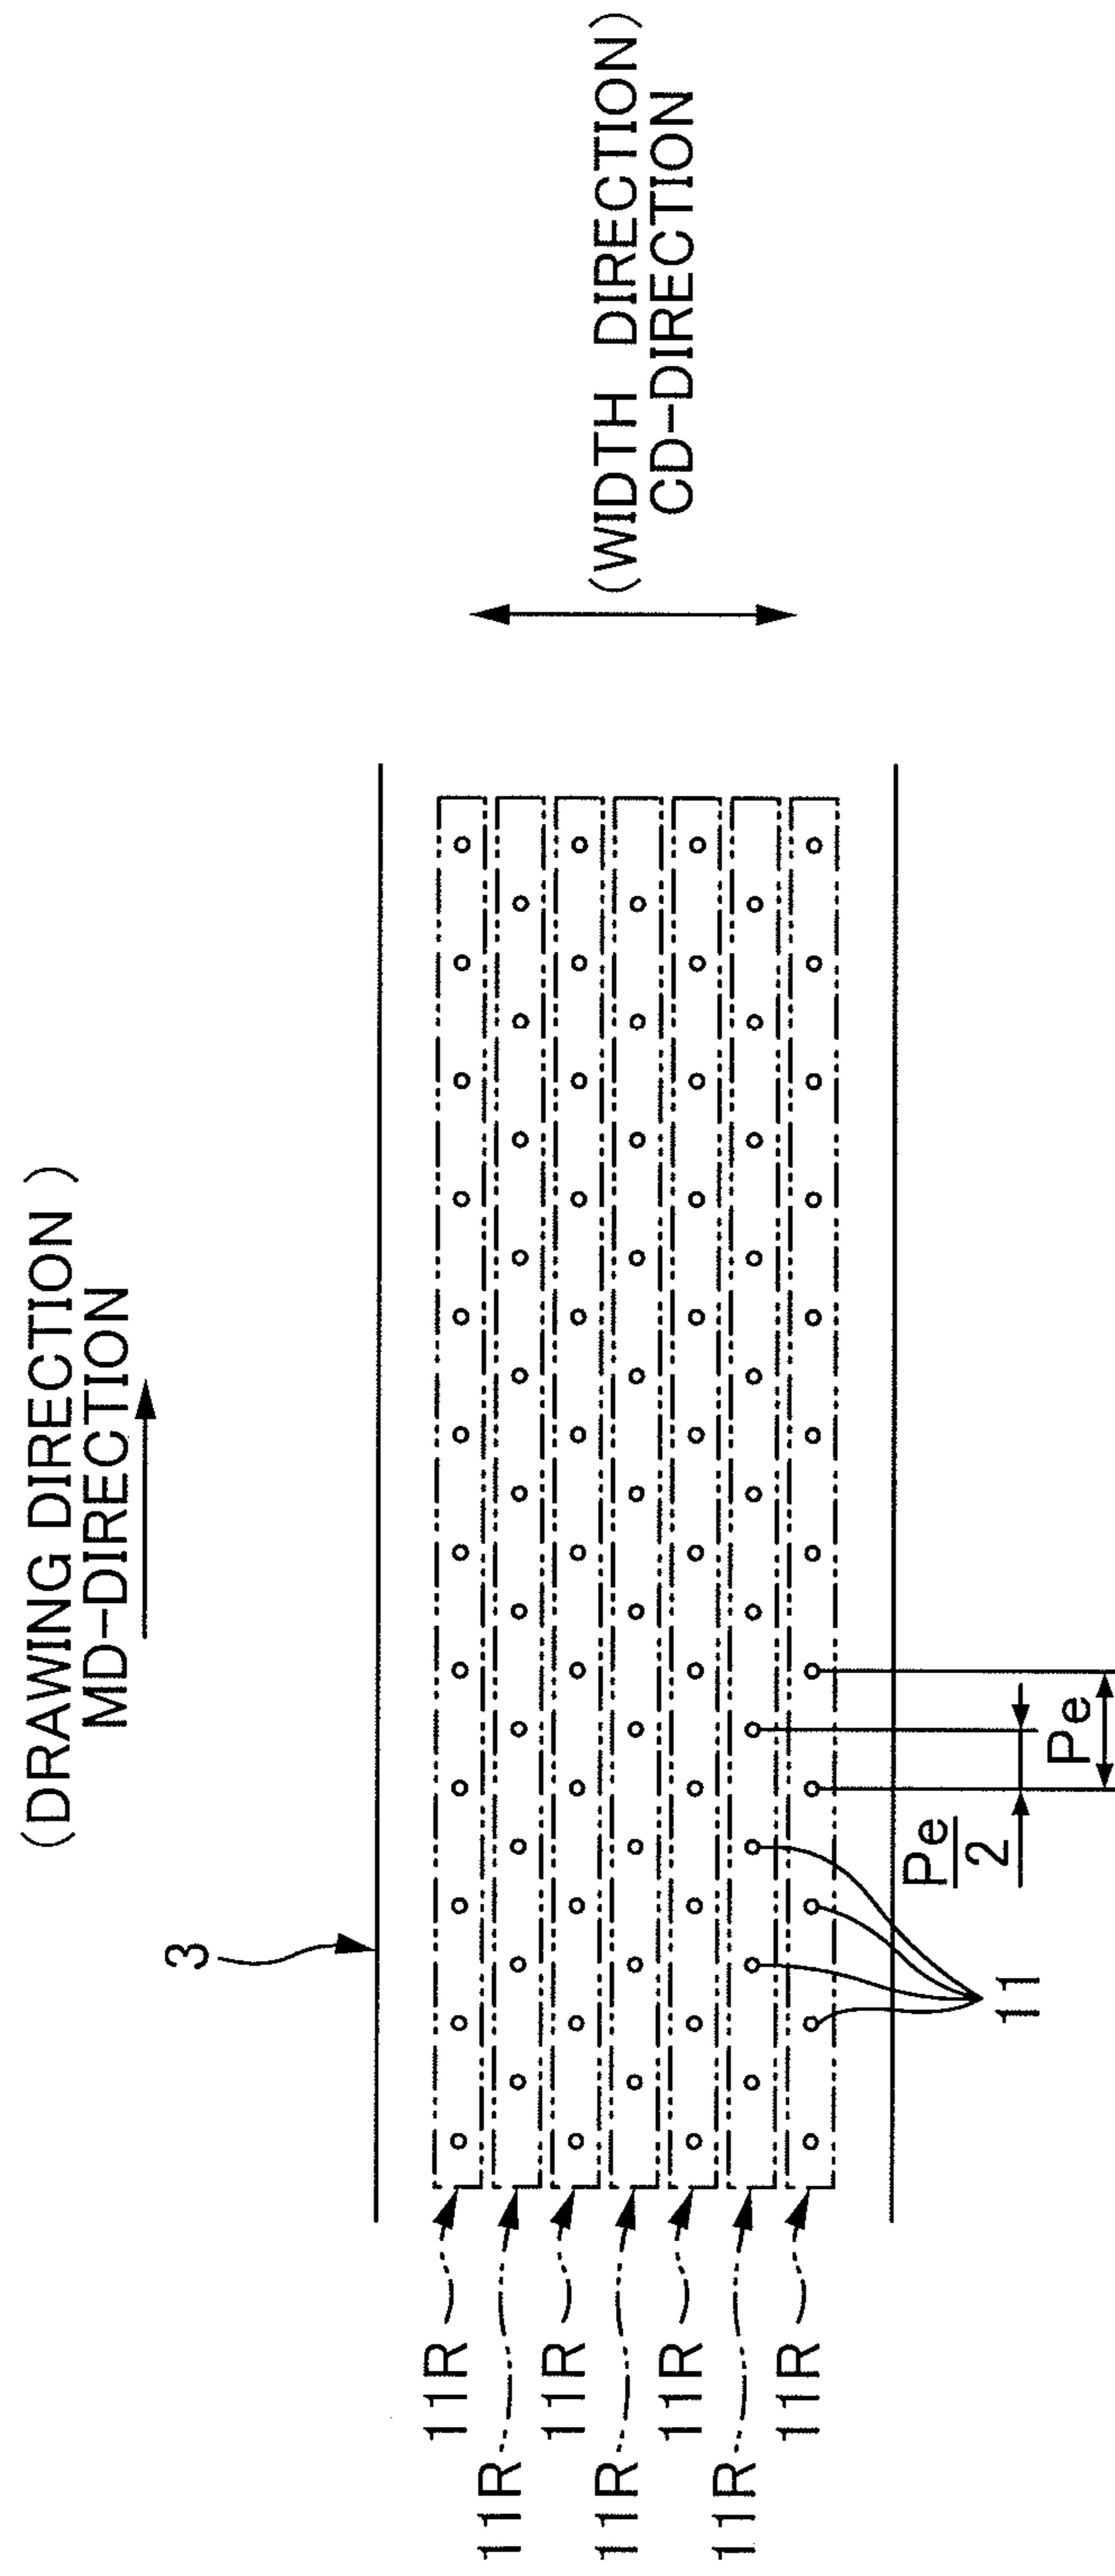 (DRAWING DIRECTION)
MD-DIRECTION
(WIDTH DIRECTION)
CD-DIRECTION
3
11R
11R
11R
11R
11R
11R
11R
11
Pe/2
Pe